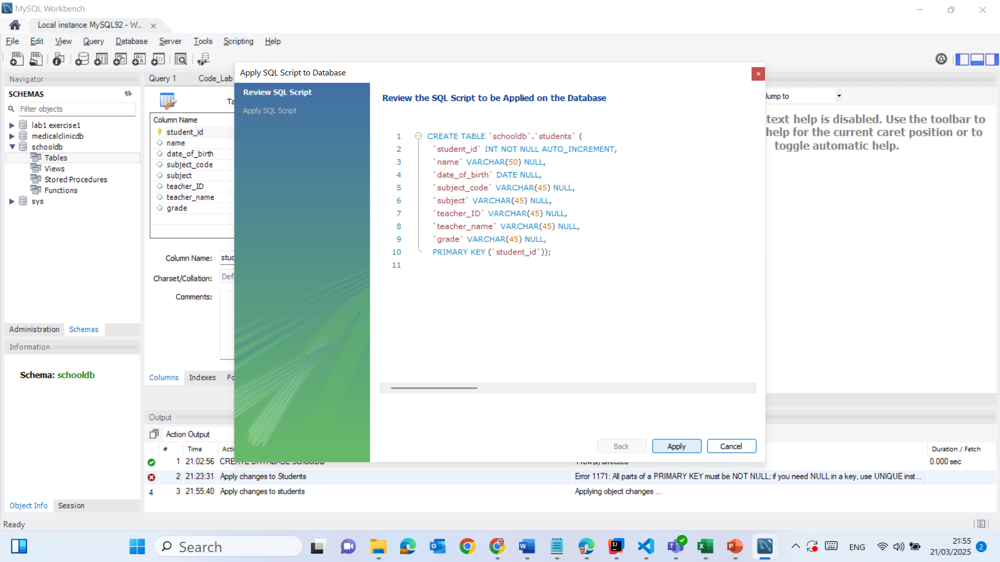 MySQL Workbench
Local instance MySQL92 - W...
File Edit View Query Database Server Tools Scripting Help
Navigator
SCHEMAS
Filter objects
lab1 exercise1
medicalclinicdb
schooldb
Tables
Views
Stored Procedures
Functions
sys
Administration Schemas
Information
Schema: schooldb
Object Info Session
Ready
Query 1 Code_Lab
Column Name
student_id
name
date_of_birth
subject_code
subject
teacher_ID
teacher_name
grade
Column Name:
Charset/Collation:
Comments:
Columns Indexes
Apply SQL Script to Database
Review SQL Script
Apply SQL Script
Review the SQL Script to be Applied on the Database
1 CREATE TABLE `schooldb`.`students` (
2 `student_id` INT NOT NULL AUTO_INCREMENT,
3 `name` VARCHAR(50) NULL,
4 `date_of_birth` DATE NULL,
5 `subject_code` VARCHAR(45) NULL,
6 `subject` VARCHAR(45) NULL,
7 `teacher_ID` VARCHAR(45) NULL,
8 `teacher_name` VARCHAR(45) NULL,
9 `grade` VARCHAR(45) NULL,
10 PRIMARY KEY (`student_id`));
11
Back Apply Cancel
Jump to
text help is disabled. Use the toolbar to
help for the current caret position or to
toggle automatic help.
Output
Action Output
# Time Duration / Fetch
1 21:02:56 CREATE DATABASE SchoolDB 1 row(s) affected 0.000 sec
2 21:23:31 Apply changes to Students Error 1171: All parts of a PRIMARY KEY must be NOT NULL; if you need NULL in a key, use UNIQUE inst...
4 3 21:55:40 Apply changes to students Applying object changes ...
Search
ENG
21:55
21/03/2025
2